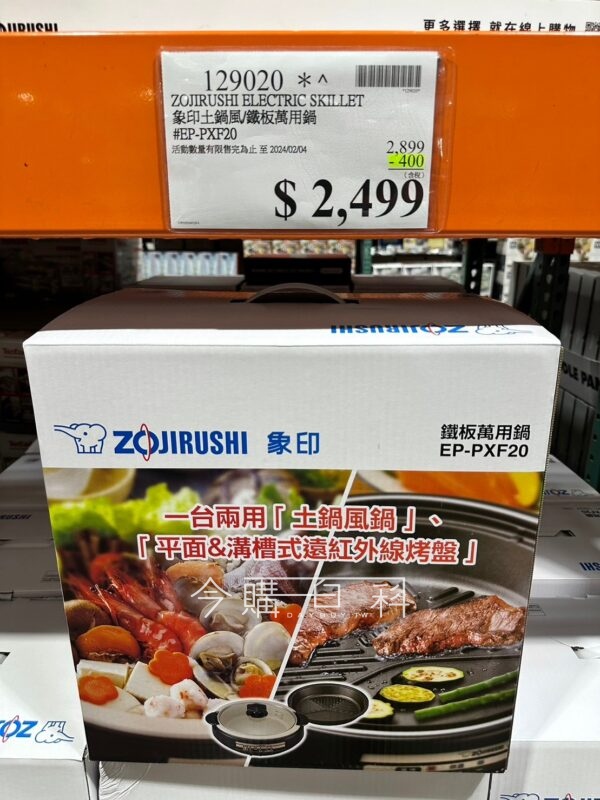 JIRUSHI
更多選擇 就在線上購物
129020 *^
*129020*
ZOJIRUSHI ELECTRIC SKILLET
象印土鍋風/鐵板萬用鍋
#EP-PXF20
活動數量有限售完為止 至 2024/02/04
2,899
- 400
(含稅)
$ 2,499
ZOJIRUSHI
ZOJIRUSHI 象印
鐵板萬用鍋
EP-PXF20
一台兩用「土鍋風鍋」、
「平面&溝槽式遠紅外線烤盤」
今購百科
ZOJIRUSHI